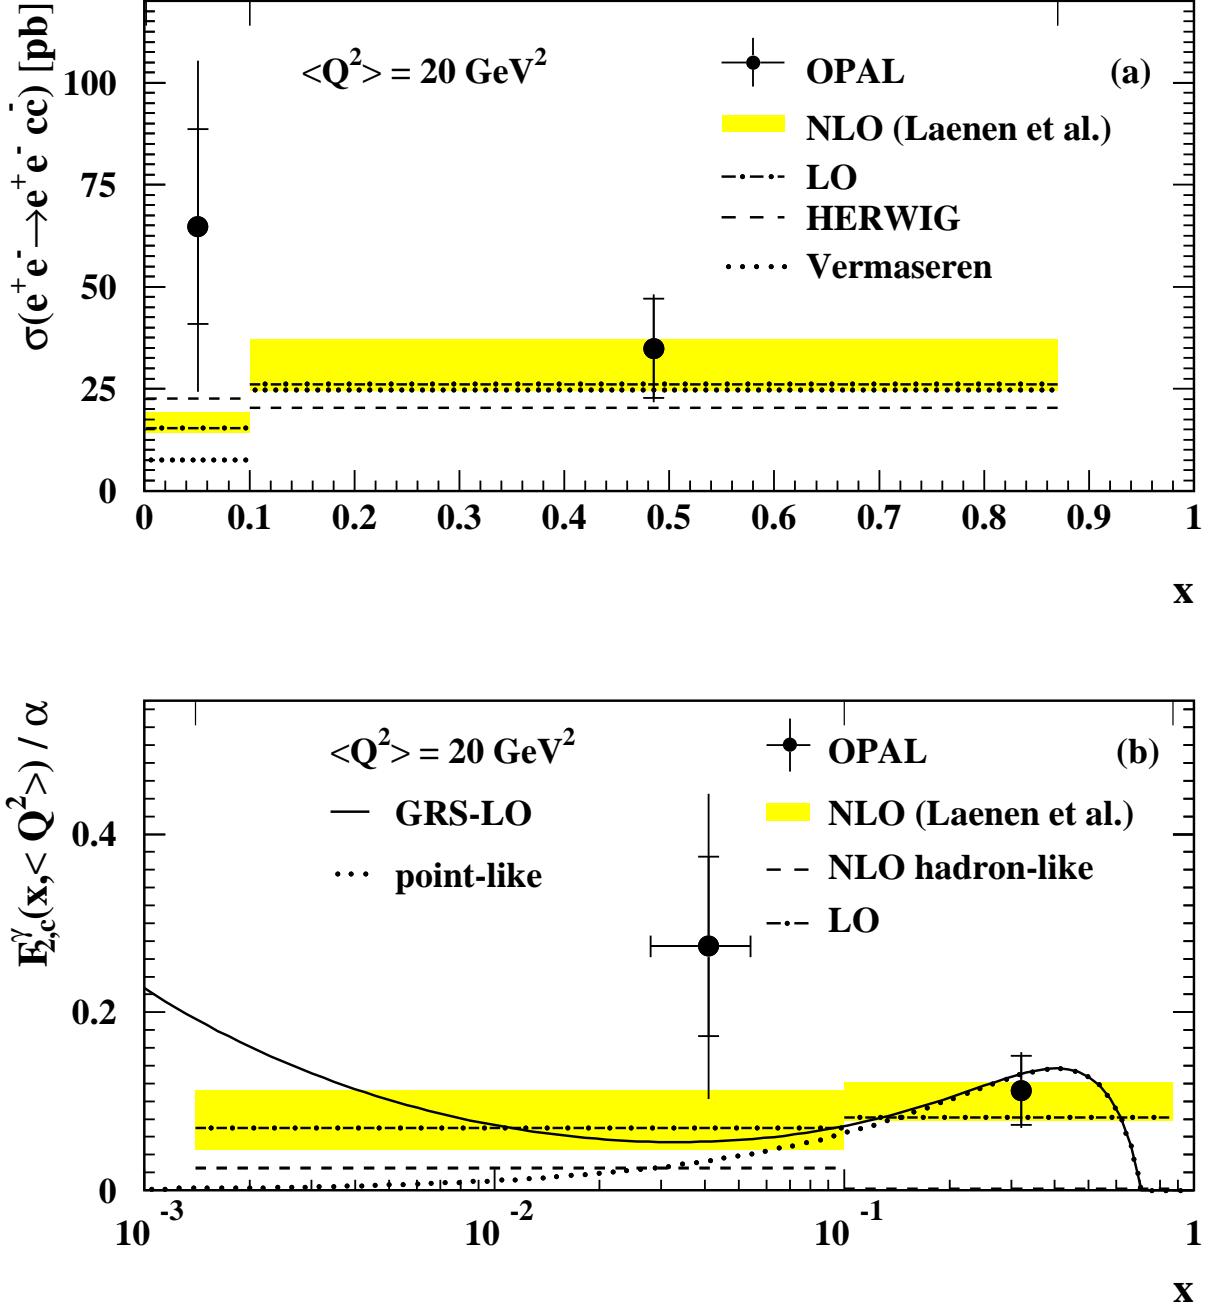 σ(e⁺e⁻→e⁺e⁻cc̄) [pb]
<Q²> = 20 GeV²
OPAL
(a)
NLO (Laenen et al.)
LO
HERWIG
Vermaseren
100
75
50
25
0
0 0.1 0.2 0.3 0.4 0.5 0.6 0.7 0.8 0.9 1
x
F₂,c^γ(x,<Q²>) / α
<Q²> = 20 GeV²
OPAL
(b)
GRS-LO
NLO (Laenen et al.)
point-like
NLO hadron-like
LO
0.4
0.2
0
10⁻³ 10⁻² 10⁻¹ 1
x